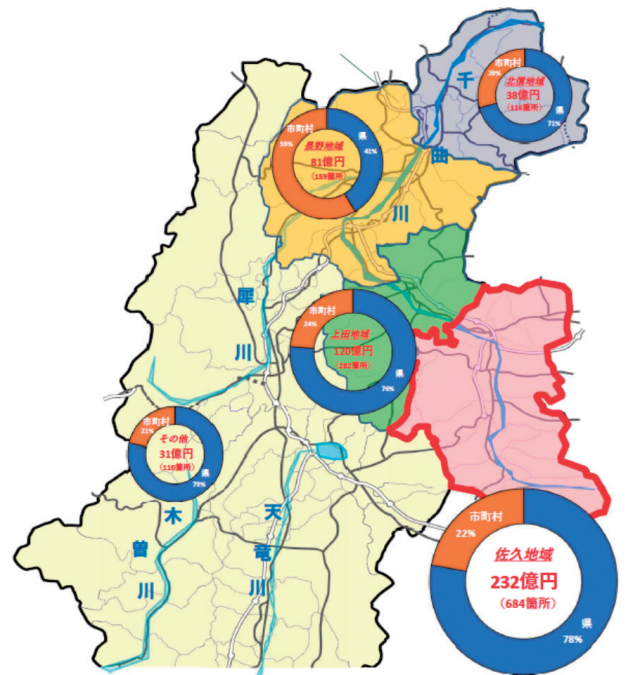 千
曲
川
市町村
29%
北信地域
38億円
(116箇所)
県
71%
市町村
59%
長野地域
81億円
(159箇所)
県
41%
犀
川
市町村
24%
上田地域
120億円
(282箇所)
県
76%
市町村
21%
その他
31億円
(110箇所)
県
79%
木
曽
川
天
竜
川
市町村
22%
佐久地域
232億円
(684箇所)
県
78%